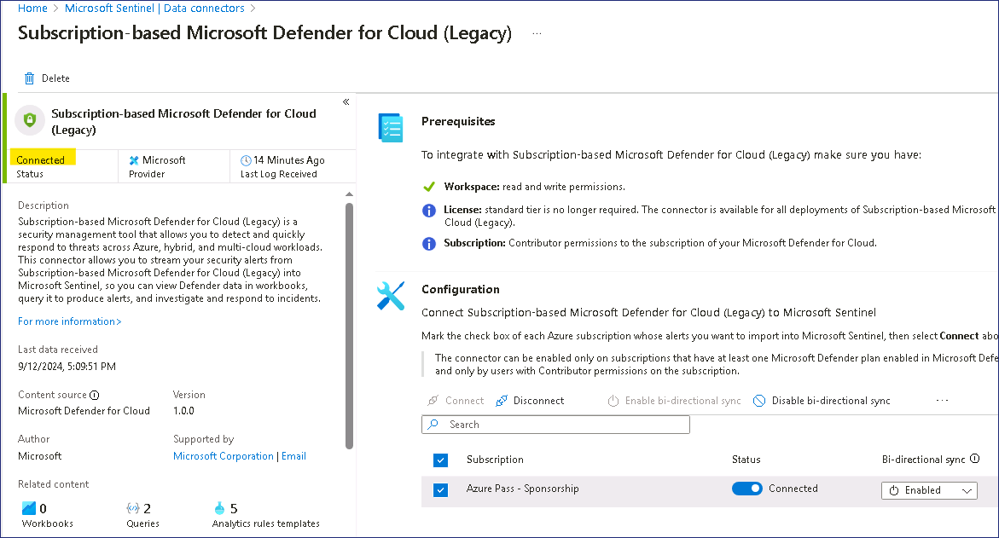 Home > Microsoft Sentinel | Data connectors >
Subscription-based Microsoft Defender for Cloud (Legacy) ...
Delete
«
Subscription-based Microsoft Defender for Cloud
(Legacy)
Connected
Status
Microsoft
Provider
14 Minutes Ago
Last Log Received
Description
Subscription-based Microsoft Defender for Cloud (Legacy) is a
security management tool that allows you to detect and quickly
respond to threats across Azure, hybrid, and multi-cloud workloads.
This connector allows you to stream your security alerts from
Subscription-based Microsoft Defender for Cloud (Legacy) into
Microsoft Sentinel, so you can view Defender data in workbooks,
query it to produce alerts, and investigate and respond to incidents.
For more information>
Last data received
9/12/2024, 5:09:51 PM
Content source
Version
Microsoft Defender for Cloud
1.0.0
Author
Supported by
Microsoft
Microsoft Corporation | Email
Related content
0
Workbooks
2
Queries
5
Analytics rules templates
Prerequisites
To integrate with Subscription-based Microsoft Defender for Cloud (Legacy) make sure you have:
Workspace: read and write permissions.
License: standard tier is no longer required. The connector is available for all deployments of Subscription-based Microsoft
Cloud (Legacy).
Subscription: Contributor permissions to the subscription of your Microsoft Defender for Cloud.
Configuration
Connect Subscription-based Microsoft Defender for Cloud (Legacy) to Microsoft Sentinel
Mark the check box of each Azure subscription whose alerts you want to import into Microsoft Sentinel, then select Connect abo
The connector can be enabled only on subscriptions that have at least one Microsoft Defender plan enabled in Microsoft Defe
and only by users with Contributor permissions on the subscription.
Connect Disconnect Enable bi-directional sync Disable bi-directional sync ...
Search
Subscription Status Bi-directional sync
Azure Pass - Sponsorship Connected Enabled